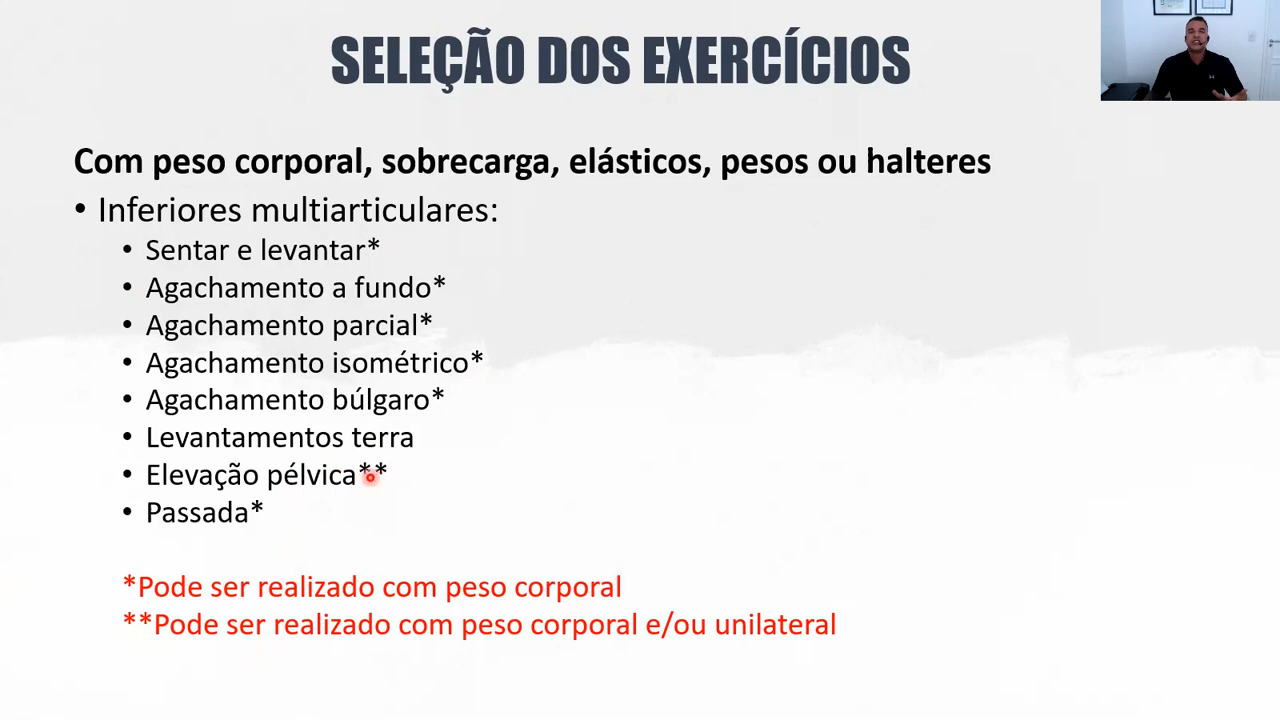 SELEÇÃO DOS EXERCÍCIOS
Com peso corporal, sobrecarga, elásticos, pesos ou halteres
• Inferiores multiarticulares:
• Sentar e levantar*
• Agachamento a fundo*
• Agachamento parcial*
• Agachamento isométrico*
• Agachamento búlgaro*
• Levantamentos terra
• Elevação pélvica**
• Passada*
*Pode ser realizado com peso corporal
**Pode ser realizado com peso corporal e/ou unilateral